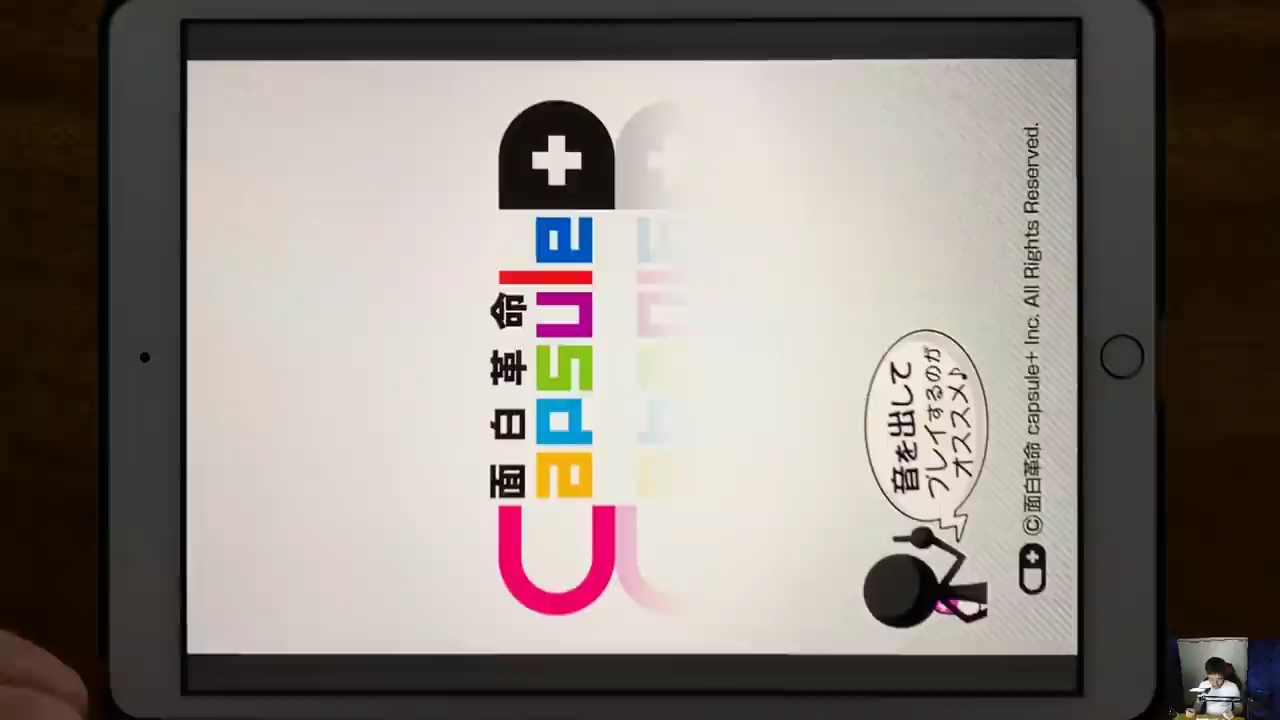 面白革命
capsule+
音を出して
プレイするのが
オススメ♪
©面白革命 capsule+ Inc. All Rights Reserved.